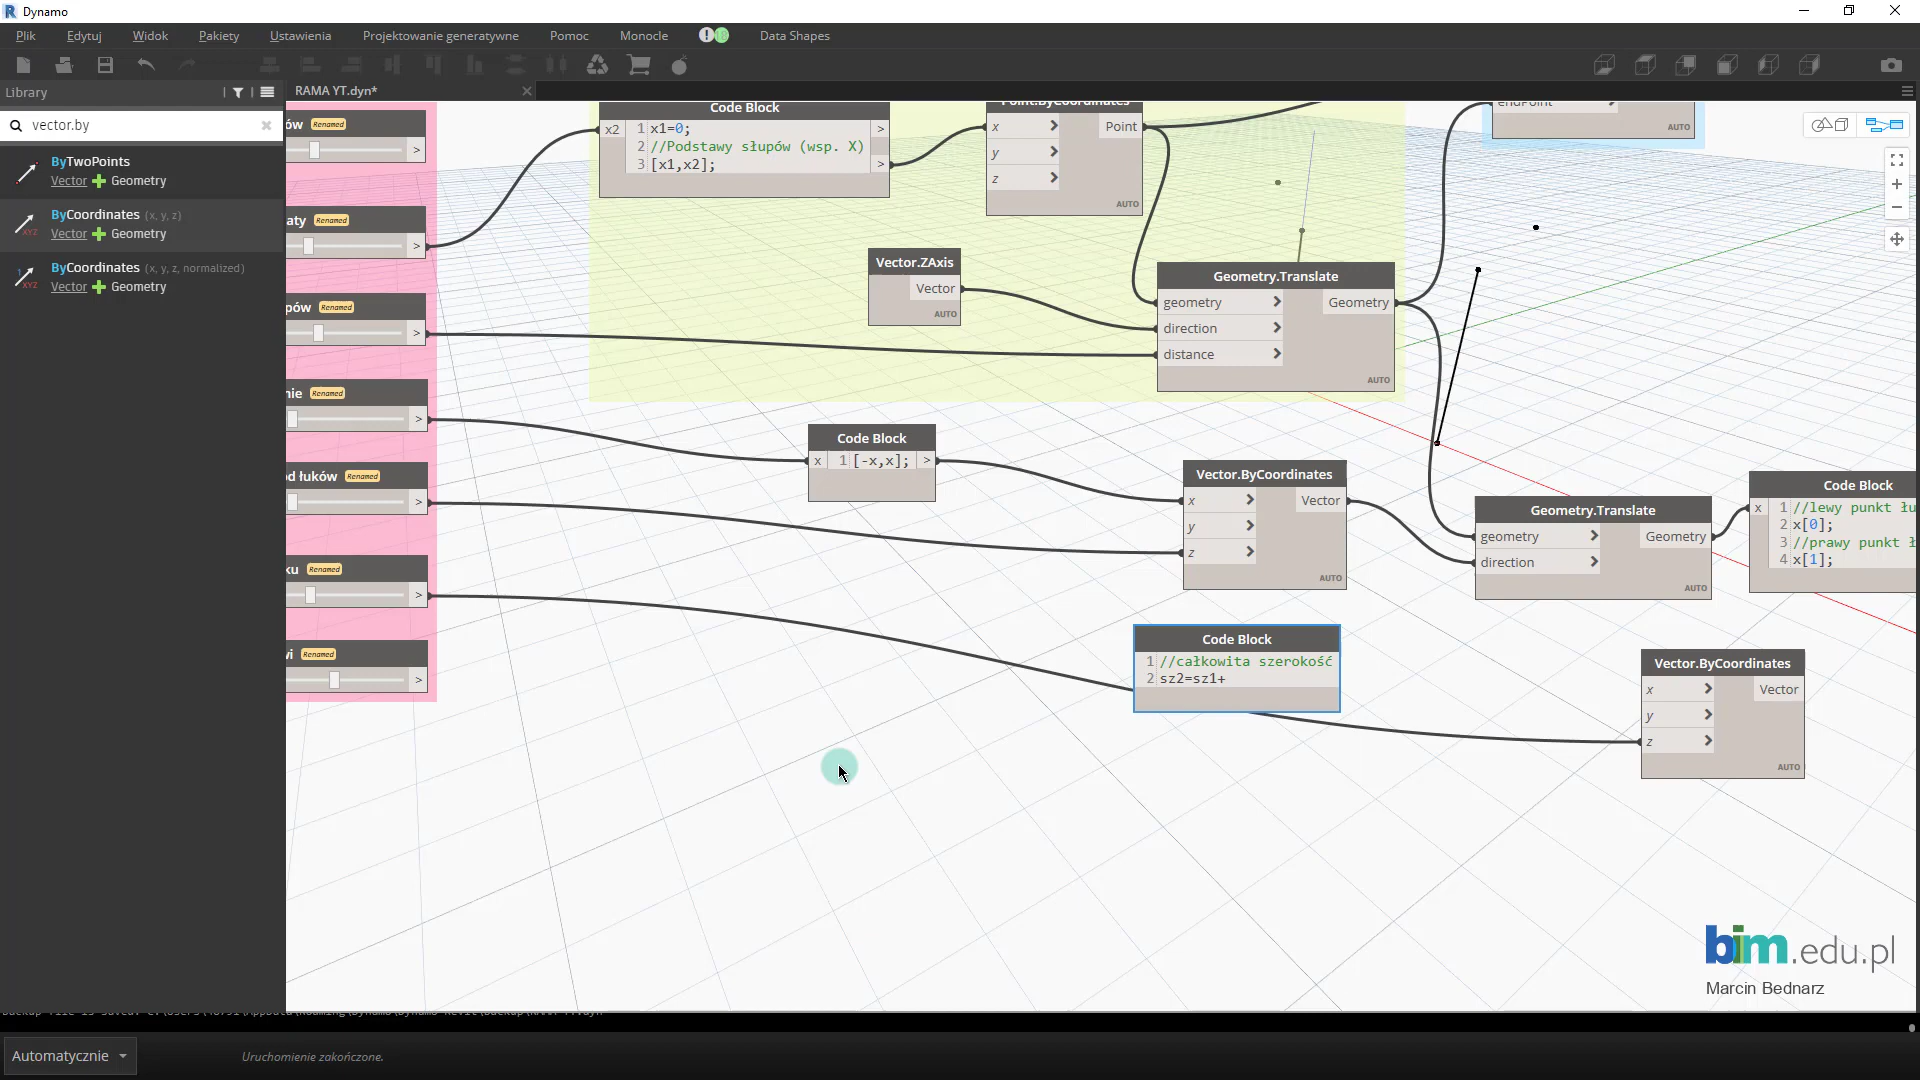 Dynamo
Plik Edytuj Widok Pakiety Ustawienia Projektowanie generatywne Pomoc Monocle Data Shapes
Library
RAMA YT.dyn*
vector.by
ByTwoPoints
Vector Geometry
ByCoordinates (x, y, z)
Vector Geometry
ByCoordinates (x, y, z, normalized)
Vector Geometry
ów Renamed
>
aty Renamed
>
pów Renamed
>
nie Renamed
>
d łuków Renamed
>
ku Renamed
>
vi Renamed
>
Code Block
x2 1 x1=0; >
2 //Podstawy słupów (wsp. X)
3 [x1,x2]; >
Point.ByCoordinates
x > Point
y >
z >
AUTO
endPoint >
AUTO
Vector.ZAxis
Vector
AUTO
Geometry.Translate
geometry > Geometry
direction >
distance >
AUTO
Code Block
x 1 [-x,x]; >
Vector.ByCoordinates
x > Vector
y >
z >
AUTO
Geometry.Translate
geometry > Geometry
direction >
AUTO
Code Block
x 1 //lewy punkt łu
2 x[0];
3 //prawy punkt ł
4 x[1];
Code Block
1 //całkowita szerokość
2 sz2=sz1+
Vector.ByCoordinates
x > Vector
y >
z >
AUTO
bim.edu.pl
Marcin Bednarz
Automatycznie
Uruchomienie zakończone.